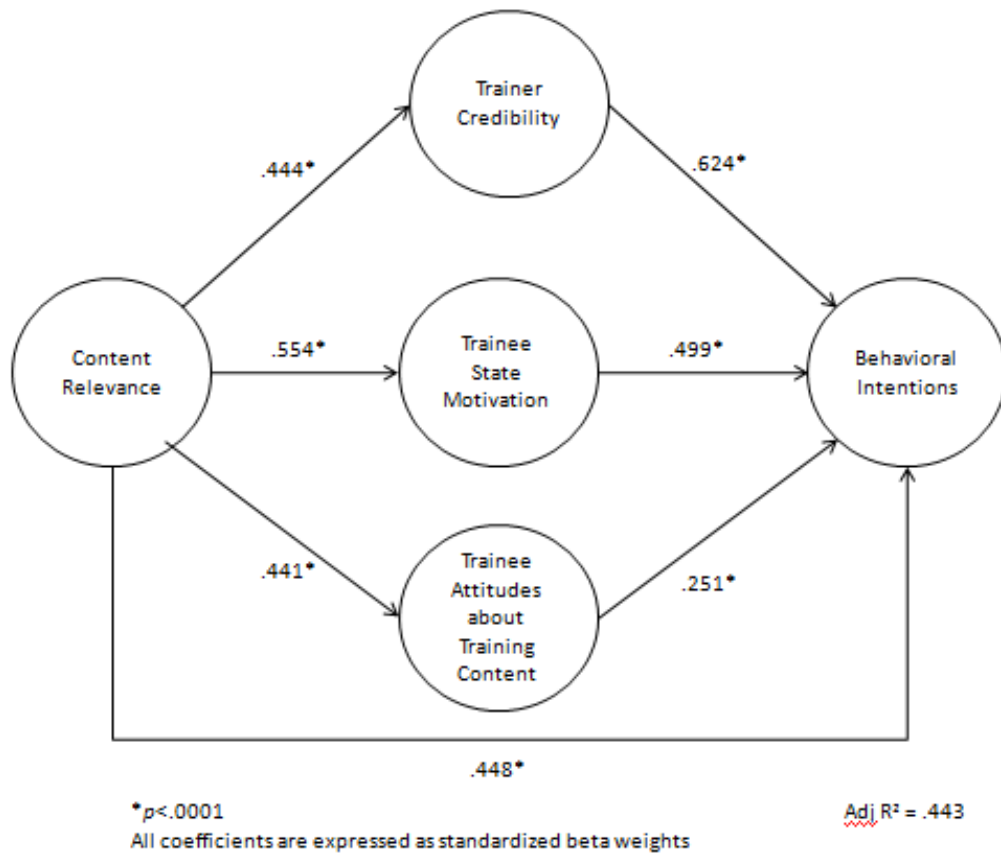 Trainer
Credibility
.444*
.624*
Content
Relevance
.554*
Trainee
State
Motivation
.499*
Behavioral
Intentions
.441*
Trainee
Attitudes
about
Training
Content
.251*
.448*
*p<.0001
Adj R² = .443
All coefficients are expressed as standardized beta weights